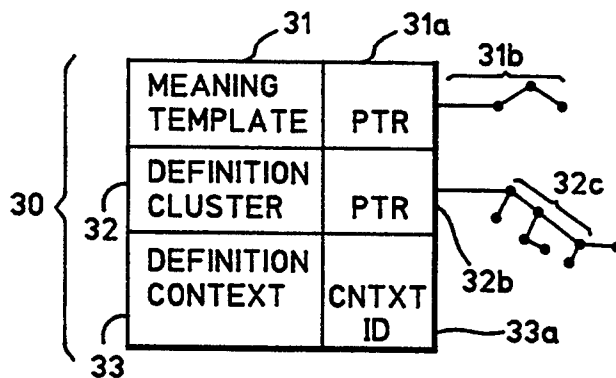 31 31a
MEANING
TEMPLATE PTR
31b
30
DEFINITION
CLUSTER PTR
32 32b 32c
DEFINITION
CONTEXT CNTXT
ID
33 33a